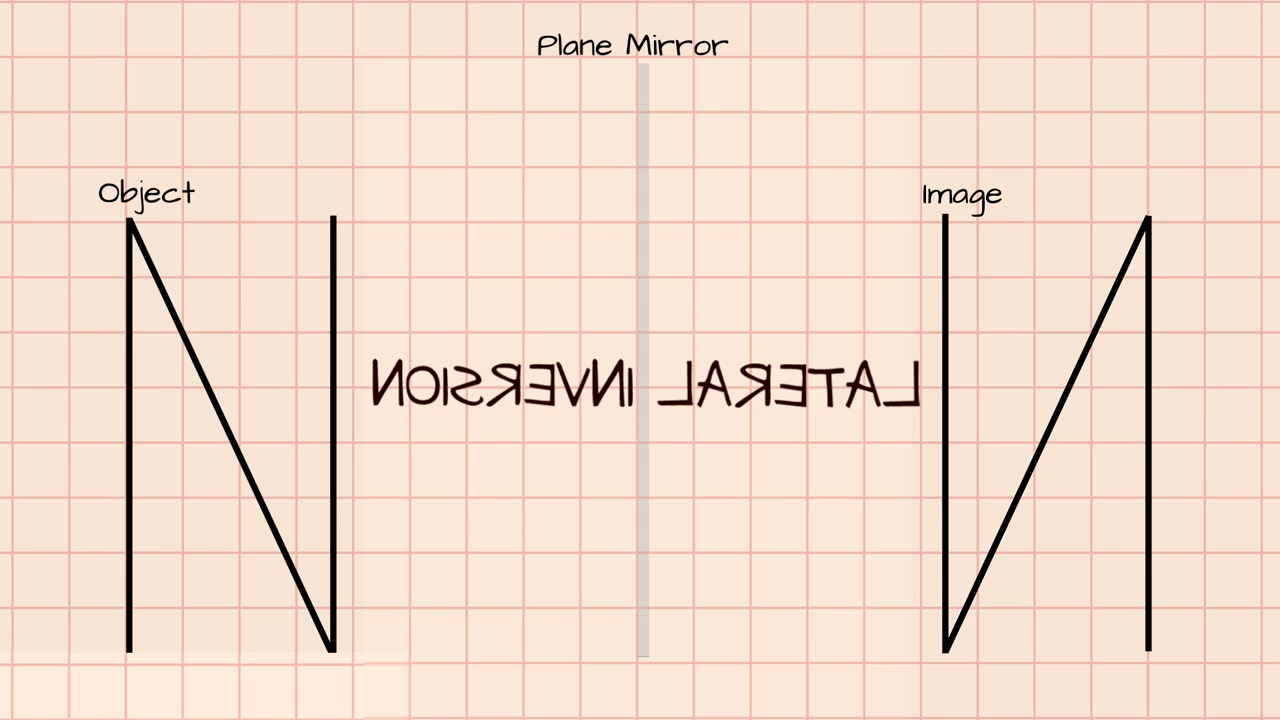 Plane Mirror
Object
Image
N
LATERAL INVERSION
И